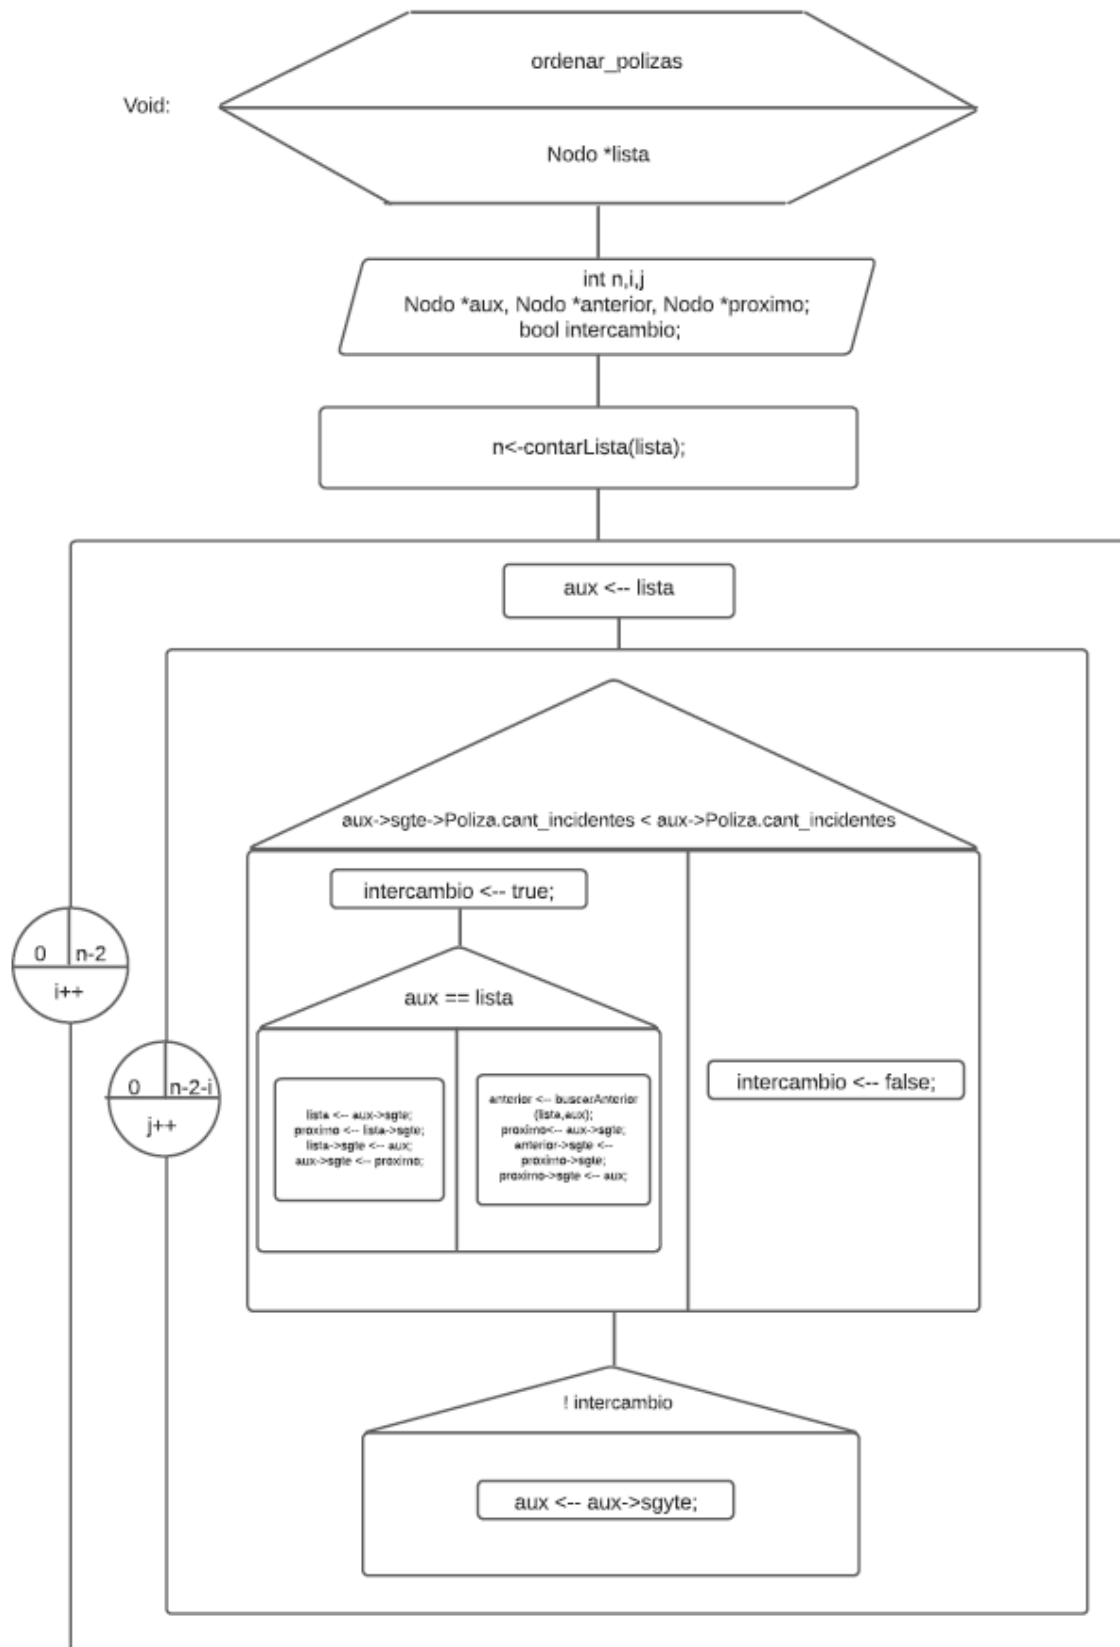 ordenar_polizas
Void:
Nodo *lista
int n,i,j
Nodo *aux, Nodo *anterior, Nodo *proximo;
bool intercambio;
n<-contarLista(lista);
aux <-- lista
aux->sgte->Poliza.cant_incidentes < aux->Poliza.cant_incidentes
intercambio <-- true;
0 n-2
i++
aux == lista
0 n-2-i
j++
lista <-- aux->sgte;
proximo <-- lista->sgte;
lista->sgte <-- aux;
aux->sgte <-- proximo;
anterior <-- buscarAnterior
(lista,aux);
proximo<-- aux->sgte;
anterior->sgte <--
proximo->sgte;
proximo->sgte <-- aux;
intercambio <-- false;
! intercambio
aux <-- aux->sgyte;